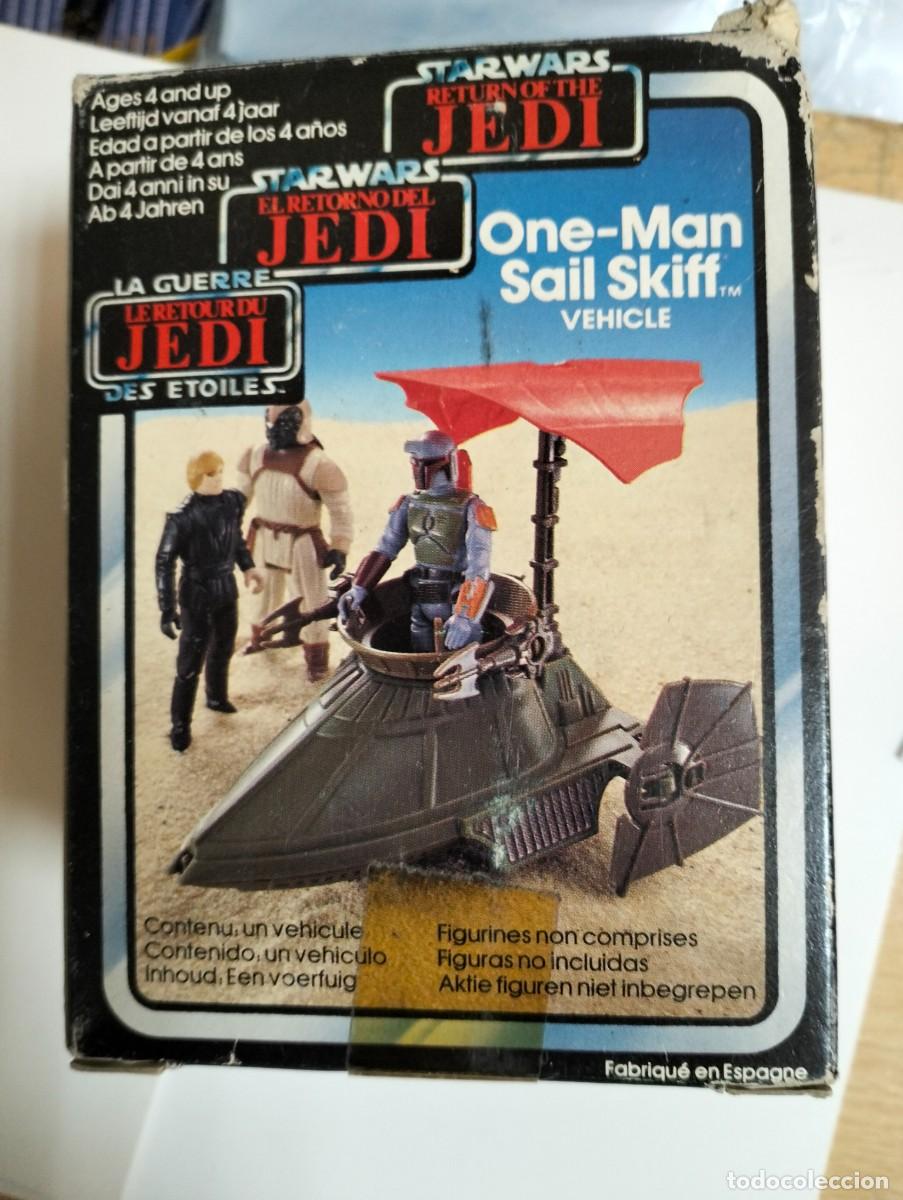 Ages 4 and up
Leeftijd vanaf 4 jaar
Edad a partir de los 4 años
A partir de 4 ans
Dai 4 anni in su
Ab 4 Jahren
STAR WARS
RETURN OF THE
JEDI
STAR WARS
EL RETORNO DEL
JEDI
LA GUERRE
LE RETOUR DU
JEDI
DES ETOILES
One-Man
Sail Skiff TM
VEHICLE
Contenu, un vehicule
Contenido, un vehiculo
Inhoud, Een voertuig
Figurines non comprises
Figuras no incluidas
Aktie figuren niet inbegrepen
Fabriqué en Espagne
todocoleccion